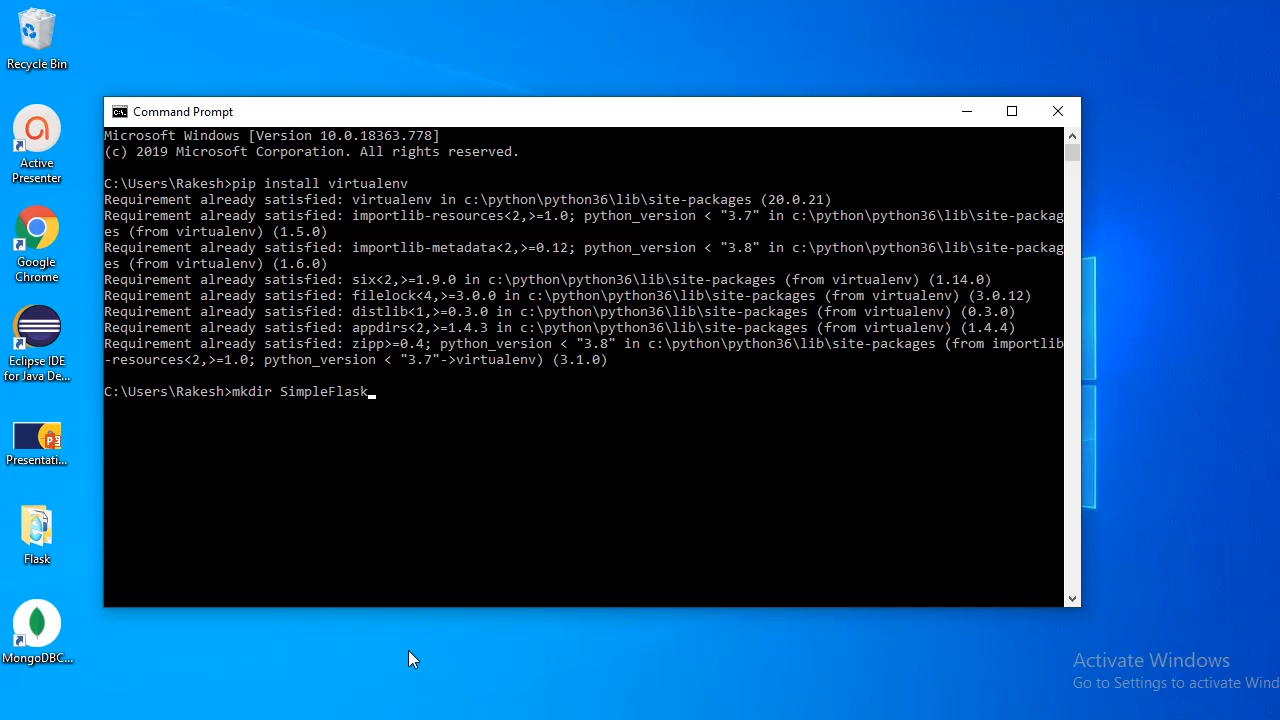 Recycle Bin
Active
Presenter
Google
Chrome
Eclipse IDE
for Java De...
Presentati...
Flask
MongoDBC...
Command Prompt
Microsoft Windows [Version 10.0.18363.778]
(c) 2019 Microsoft Corporation. All rights reserved.
C:\Users\Rakesh>pip install virtualenv
Requirement already satisfied: virtualenv in c:\python\python36\lib\site-packages (20.0.21)
Requirement already satisfied: importlib-resources<2,>=1.0; python_version < "3.7" in c:\python\python36\lib\site-packag
es (from virtualenv) (1.5.0)
Requirement already satisfied: importlib-metadata<2,>=0.12; python_version < "3.8" in c:\python\python36\lib\site-packag
es (from virtualenv) (1.6.0)
Requirement already satisfied: six<2,>=1.9.0 in c:\python\python36\lib\site-packages (from virtualenv) (1.14.0)
Requirement already satisfied: filelock<4,>=3.0.0 in c:\python\python36\lib\site-packages (from virtualenv) (3.0.12)
Requirement already satisfied: distlib<1,>=0.3.0 in c:\python\python36\lib\site-packages (from virtualenv) (0.3.0)
Requirement already satisfied: appdirs<2,>=1.4.3 in c:\python\python36\lib\site-packages (from virtualenv) (1.4.4)
Requirement already satisfied: zipp>=0.4; python_version < "3.8" in c:\python\python36\lib\site-packages (from importlib
-resources<2,>=1.0; python_version < "3.7"->virtualenv) (3.1.0)
C:\Users\Rakesh>mkdir SimpleFlask
Activate Windows
Go to Settings to activate Wind